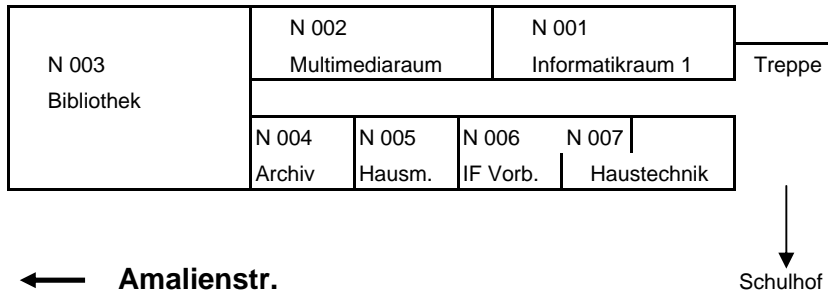 N 002 N 001
N 003 Multimediaraum Informatikraum 1 Treppe
Bibliothek
N 004 N 005 N 006 N 007
Archiv Hausm. IF Vorb. Haustechnik
Amalienstr. Schulhof